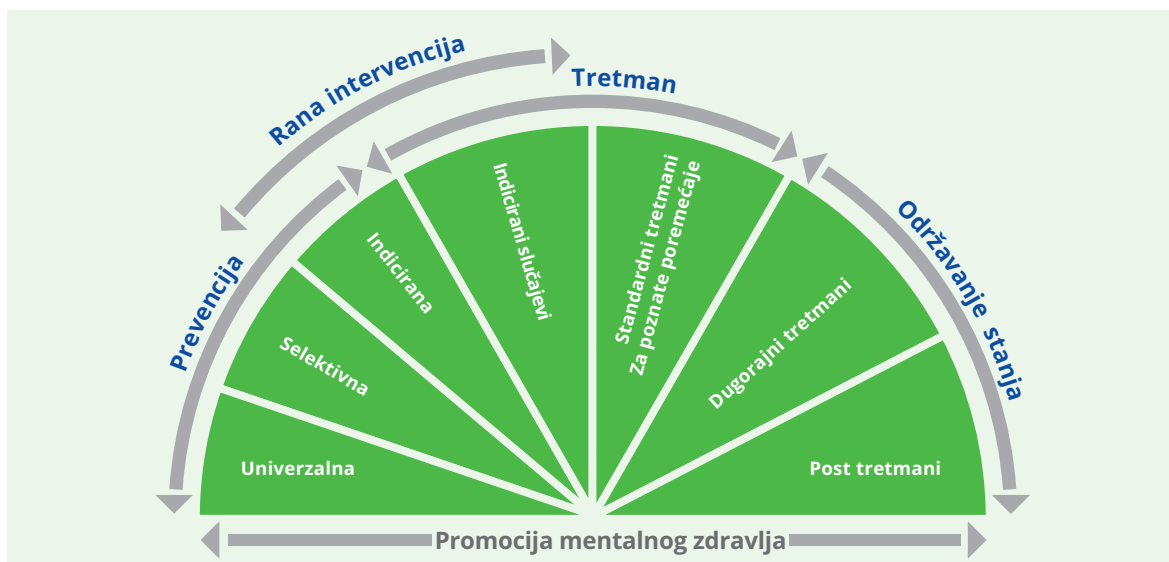 Rana intervencija
Tretman
Prevencija
Održavanje stanja
Univerzalna
Selektivna
Indicirana
Indicirani slučajevi
Standardni tretmani
Za poznate poremećaje
Dugorajni tretmani
Post tretmani
Promocija mentalnog zdravlja